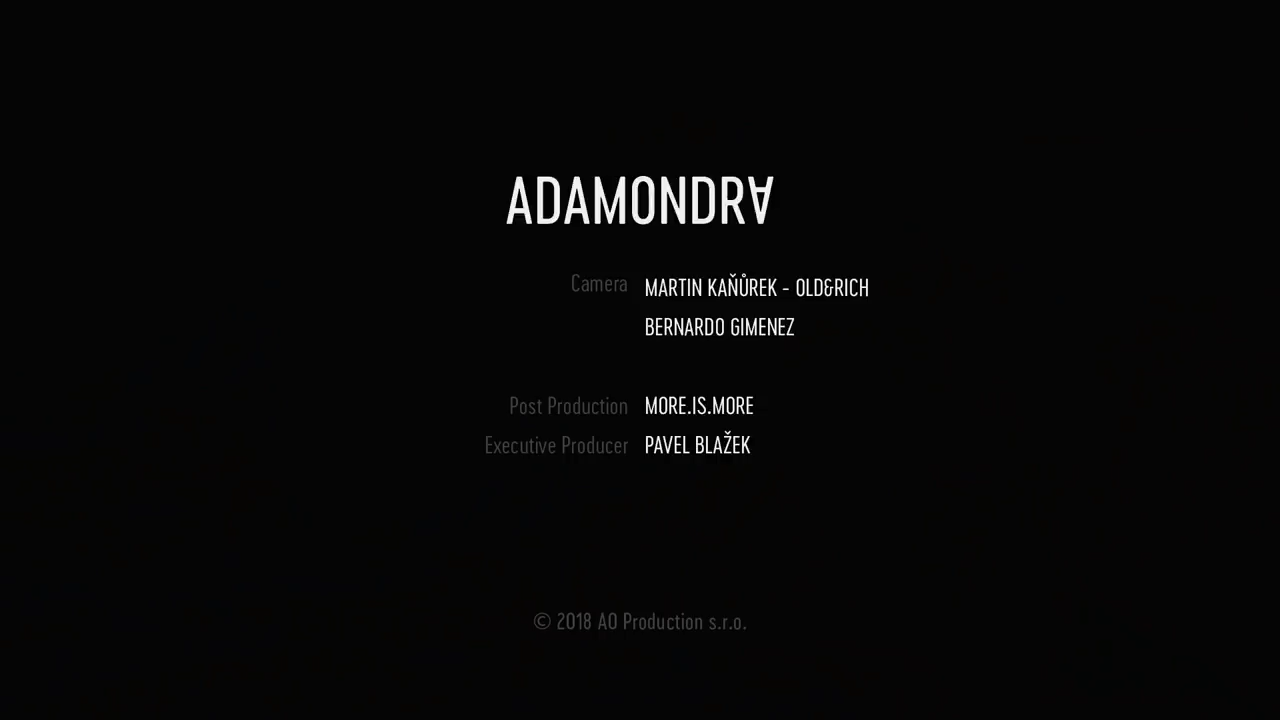 ADAMONDRA
Camera MARTIN KAŇŮREK - OLD&RICH
BERNARDO GIMENEZ
Post Production MORE.IS.MORE
Executive Producer PAVEL BLAŽEK
© 2018 AO Production s.r.o.